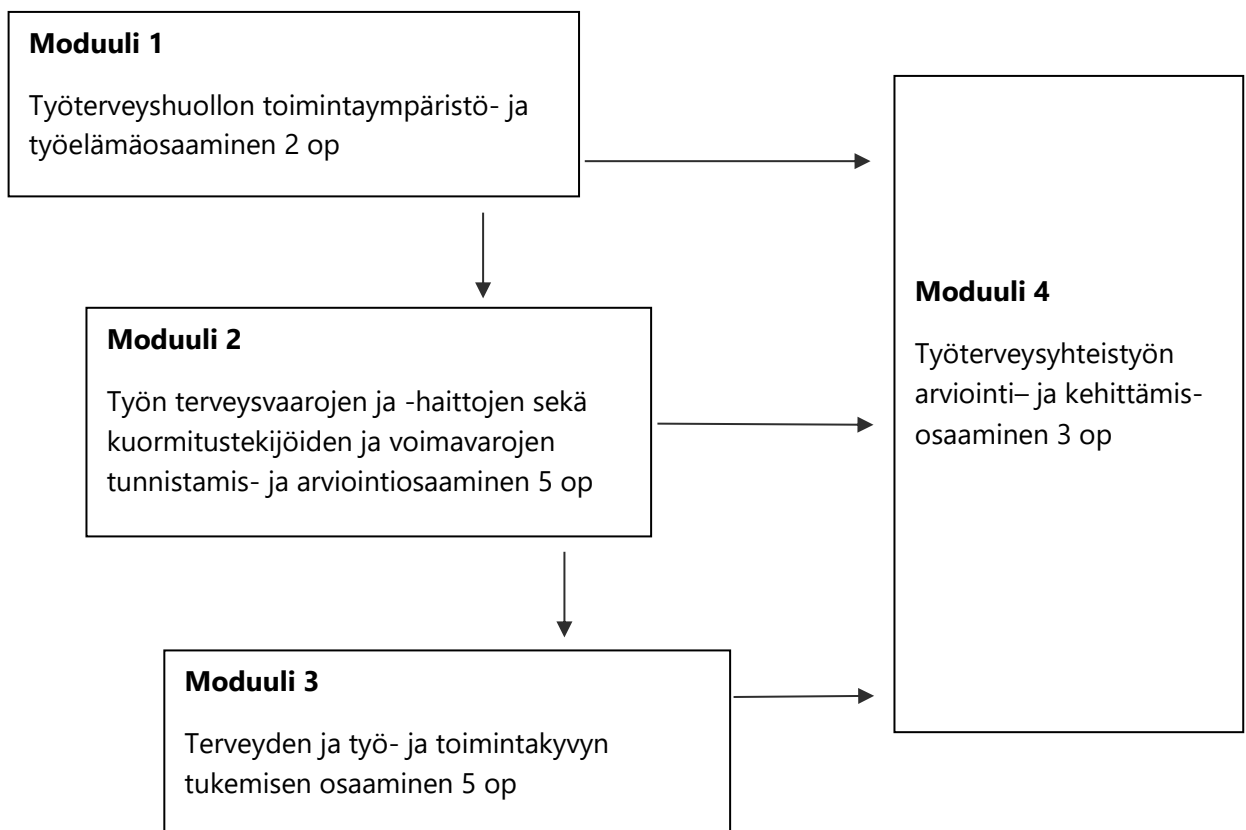 Moduuli 1
Työterveyshuollon toimintaympäristö- ja
työelämäosaaminen 2 op
Moduuli 2
Työn terveysvaarojen ja -haittojen sekä
kuormitustekijöiden ja voimavarojen
tunnistamis- ja arviointiosaaminen 5 op
Moduuli 3
Terveyden ja työ- ja toimintakyvyn
tukemisen osaaminen 5 op
Moduuli 4
Työterveysyhteistyön
arviointi– ja kehittämis-
osaaminen 3 op